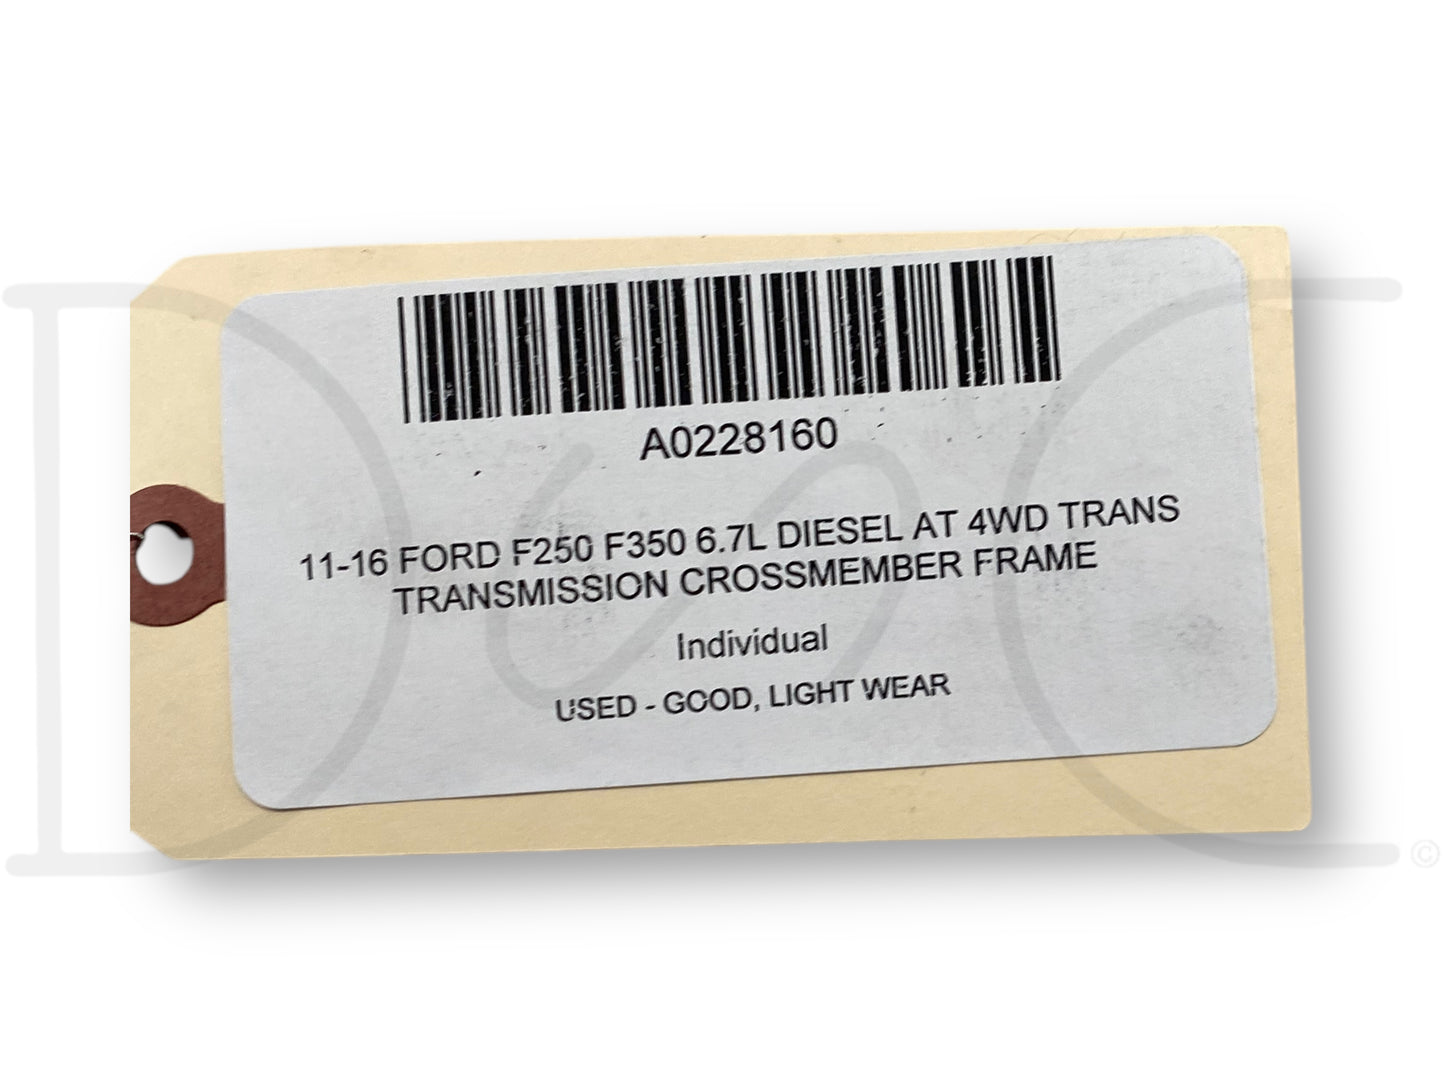 A0228160
11-16 FORD F250 F350 6.7L DIESEL AT 4WD TRANS
TRANSMISSION CROSSMEMBER FRAME
Individual
USED - GOOD, LIGHT WEAR
©